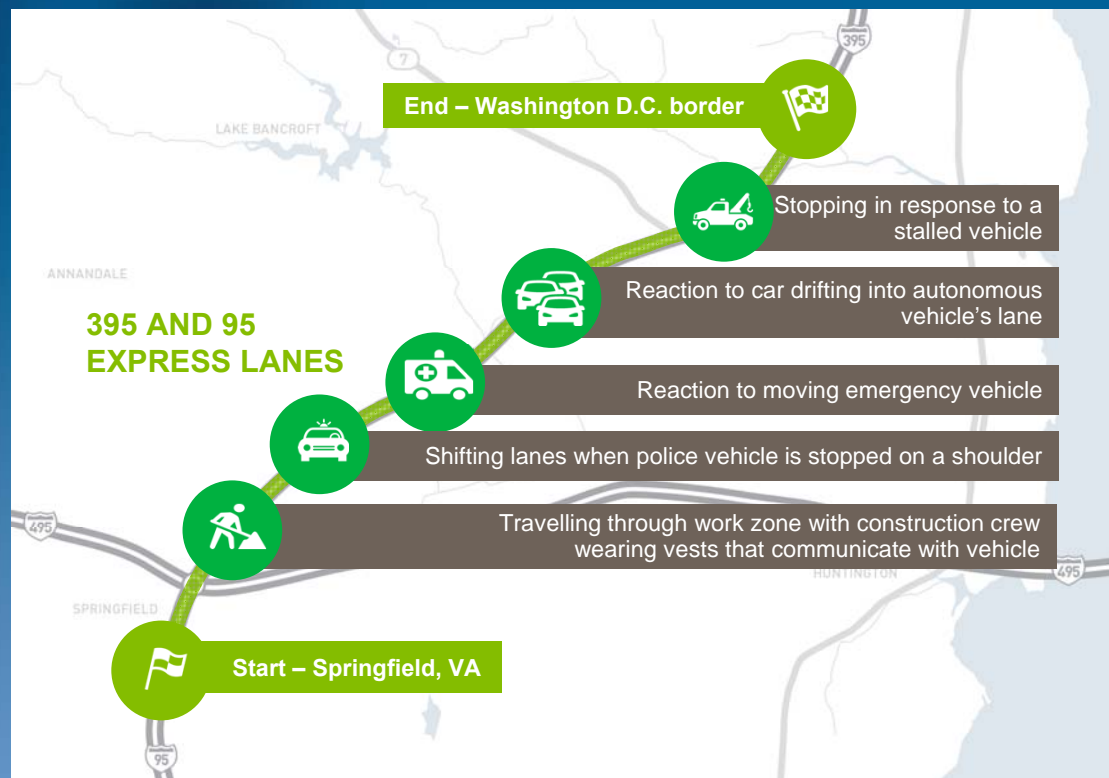 395
7
End – Washington D.C. border
LAKE BANCROFT
Stopping in response to a
stalled vehicle
ANNANDALE
Reaction to car drifting into autonomous
vehicle's lane
395 AND 95
EXPRESS LANES
Reaction to moving emergency vehicle
Shifting lanes when police vehicle is stopped on a shoulder
495
Travelling through work zone with construction crew
wearing vests that communicate with vehicle
HUNTINGTON
495
SPRINGFIELD
Start – Springfield, VA
95